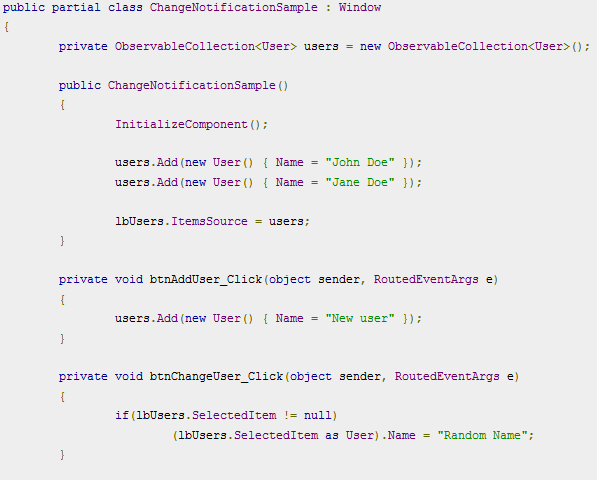 public partial class ChangeNotificationSample : Window
{
private ObservableCollection<User> users = new ObservableCollection<User>();
public ChangeNotificationSample()
{
InitializeComponent();
users.Add(new User() { Name = "John Doe" });
users.Add(new User() { Name = "Jane Doe" });
lbUsers.ItemsSource = users;
}
private void btnAddUser_Click(object sender, RoutedEventArgs e)
{
users.Add(new User() { Name = "New user" });
}
private void btnChangeUser_Click(object sender, RoutedEventArgs e)
{
if(lbUsers.SelectedItem != null)
(lbUsers.SelectedItem as User).Name = "Random Name";
}